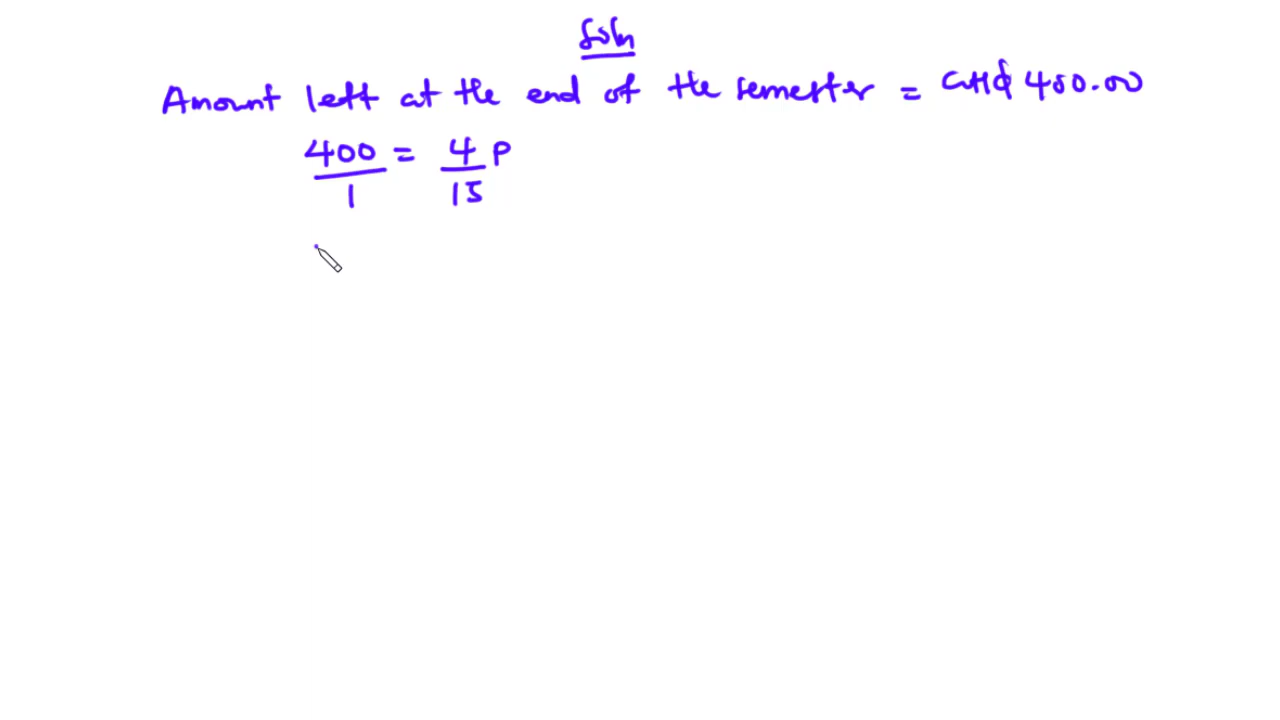 Soln
Amount left at the end of the semester = GH₵ 400.00
400/1 = 4/15 P